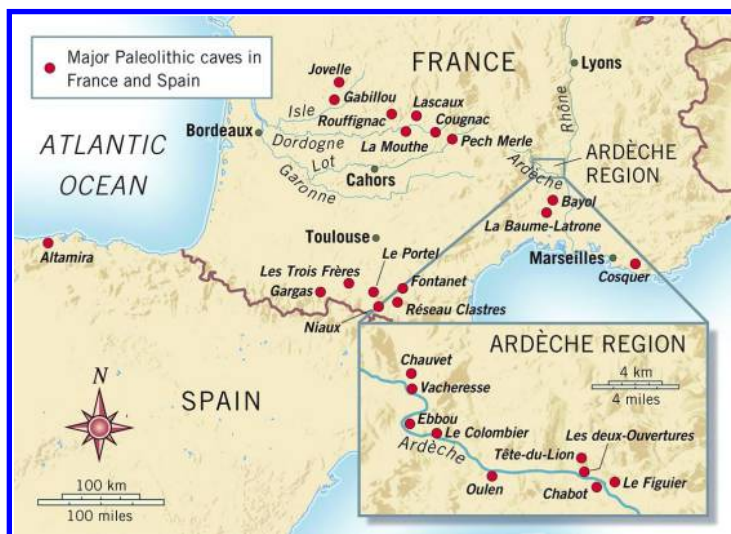 Major Paleolithic caves in
France and Spain
FRANCE
Lyons
Jovelle
Gabillou
Isle
Lascaux
Rouffignac
Cougnac
Rhône
Bordeaux
Dordogne
La Mouthe
Pech Merle
ATLANTIC
OCEAN
Lot
Garonne
Cahors
Ardèche
ARDÈCHE
REGION
Bayol
La Baume-Latrone
Toulouse
Altamira
Le Portel
Marseilles
Cosquer
Les Trois Frères
Fontanet
Gargas
Réseau Clastres
Niaux
SPAIN
N
100 km
100 miles
ARDÈCHE REGION
4 km
4 miles
Chauvet
Vacheresse
Ebbou
Le Colombier
Ardèche
Les deux-Ouvertures
Tête-du-Lion
Oulen
Chabot
Le Figuier